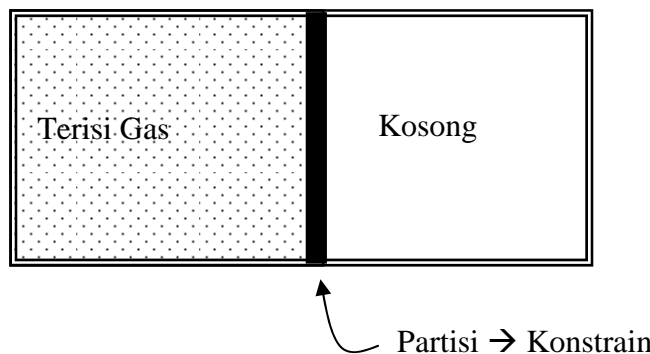 Terisi Gas
Kosong
Partisi → Konstrain